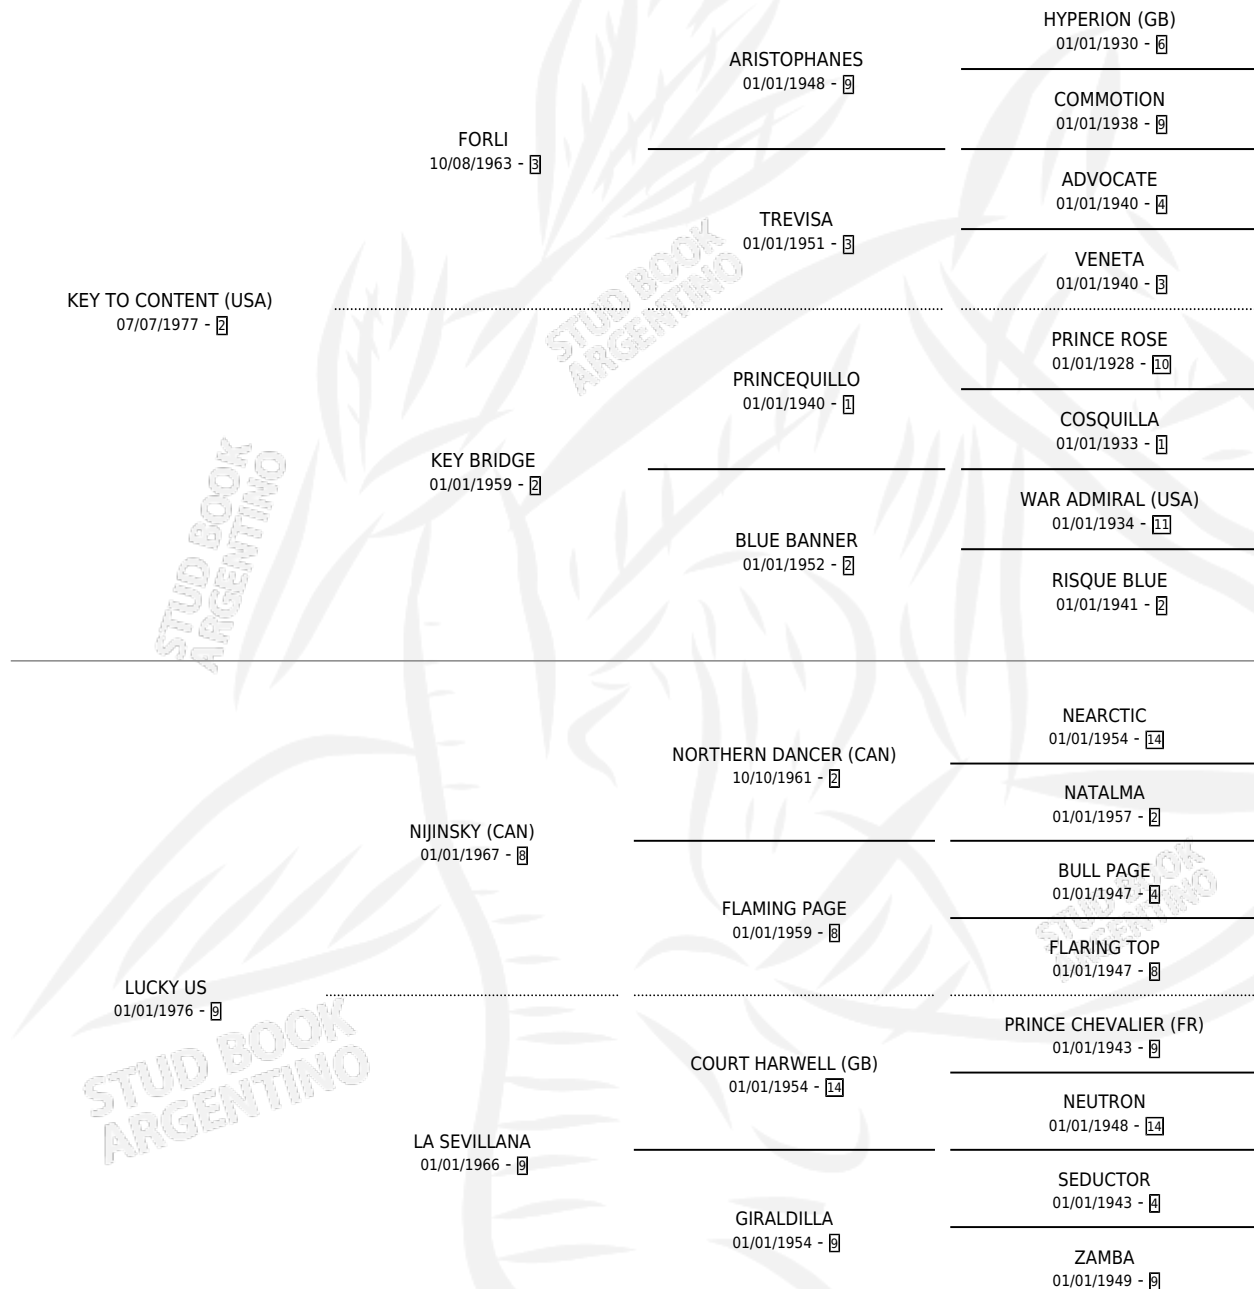 HYPERION (GB)
01/01/1930 - 6
ARISTOPHANES
01/01/1948 - 9
COMMOTION
01/01/1938 - 9
FORLI
10/08/1963 - 3
ADVOCATE
01/01/1940 - 4
TREVISA
01/01/1951 - 3
VENETA
01/01/1940 - 3
KEY TO CONTENT (USA)
07/07/1977 - 2
PRINCE ROSE
01/01/1928 - 10
PRINCEQUILLO
01/01/1940 - 1
COSQUILLA
01/01/1933 - 1
KEY BRIDGE
01/01/1959 - 2
WAR ADMIRAL (USA)
01/01/1934 - 11
BLUE BANNER
01/01/1952 - 2
RISQUE BLUE
01/01/1941 - 2
STUD BOOK
ARGENTINO
STUD BOOK
ARGENTINO
NEARCTIC
01/01/1954 - 14
NORTHERN DANCER (CAN)
10/10/1961 - 2
NATALMA
01/01/1957 - 2
NIJINSKY (CAN)
01/01/1967 - 8
BULL PAGE
01/01/1947 - 4
FLAMING PAGE
01/01/1959 - 8
FLARING TOP
01/01/1947 - 8
STUD BOOK
ARGENTINO
LUCKY US
01/01/1976 - 9
PRINCE CHEVALIER (FR)
01/01/1943 - 9
COURT HARWELL (GB)
01/01/1954 - 14
NEUTRON
01/01/1948 - 14
STUD BOOK
ARGENTINO
LA SEVILLANA
01/01/1966 - 9
SEDUCTOR
01/01/1943 - 4
GIRALDILLA
01/01/1954 - 9
ZAMBA
01/01/1949 - 9